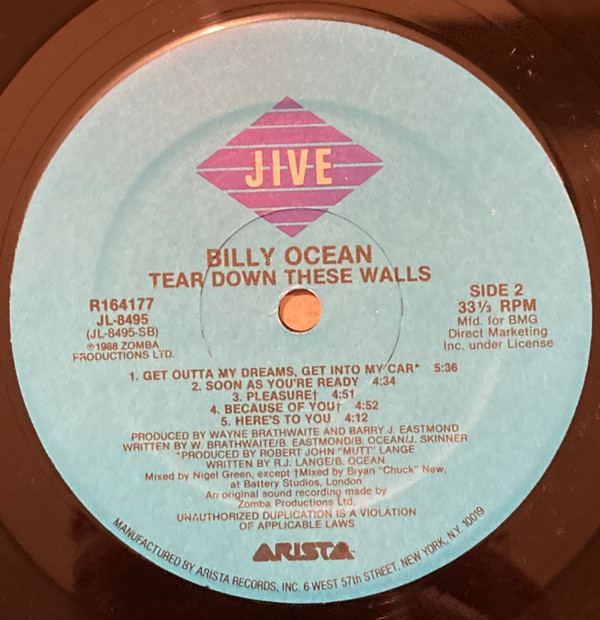 JIVE
BILLY OCEAN
TEAR DOWN THESE WALLS
R164177
JL-8495
(JL-8495-SB)
℗1988 ZOMBA
PRODUCTIONS LTD.
SIDE 2
33⅓ RPM
Mfd. for BMG
Direct Marketing
Inc. under License
1. GET OUTTA MY DREAMS, GET INTO MY CAR* 5:36
2. SOON AS YOU'RE READY 4:34
3. PLEASURE† 4:51
4. BECAUSE OF YOU† 4:52
5. HERE'S TO YOU 4:12
PRODUCED BY WAYNE BRATHWAITE AND BARRY J. EASTMOND
WRITTEN BY W. BRATHWAITE/B. EASTMOND/B. OCEAN/J. SKINNER
*PRODUCED BY ROBERT JOHN "MUTT" LANGE
WRITTEN BY R.J. LANGE/B. OCEAN
Mixed by Nigel Green, except †Mixed by Bryan "Chuck" New,
at Battery Studios, London
An original sound recording made by
Zomba Productions Ltd.
UNAUTHORIZED DUPLICATION IS A VIOLATION
OF APPLICABLE LAWS
ARISTA
MANUFACTURED BY ARISTA RECORDS, INC. 6 WEST 57th STREET, NEW YORK, N.Y. 10019